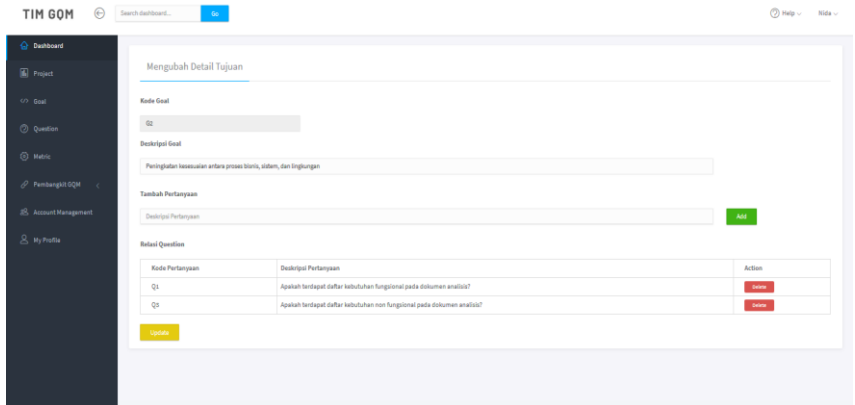 TIM GQM
Search dashboard...
Go
Help
Nida
Dashboard
Project
Goal
Question
Metric
Pembangkit GQM
Account Management
My Profile
Mengubah Detail Tujuan
Kode Goal
G2
Deskripsi Goal
Peningkatan kesesuaian antara proses bisnis, sistem, dan lingkungan
Tambah Pertanyaan
Deskripsi Pertanyaan
Add
Relasi Question
Kode Pertanyaan Deskripsi Pertanyaan Action
Q1 Apakah terdapat daftar kebutuhan fungsional pada dokumen analisis? Delete
Q3 Apakah terdapat daftar kebutuhan non fungsional pada dokumen analisis? Delete
Update